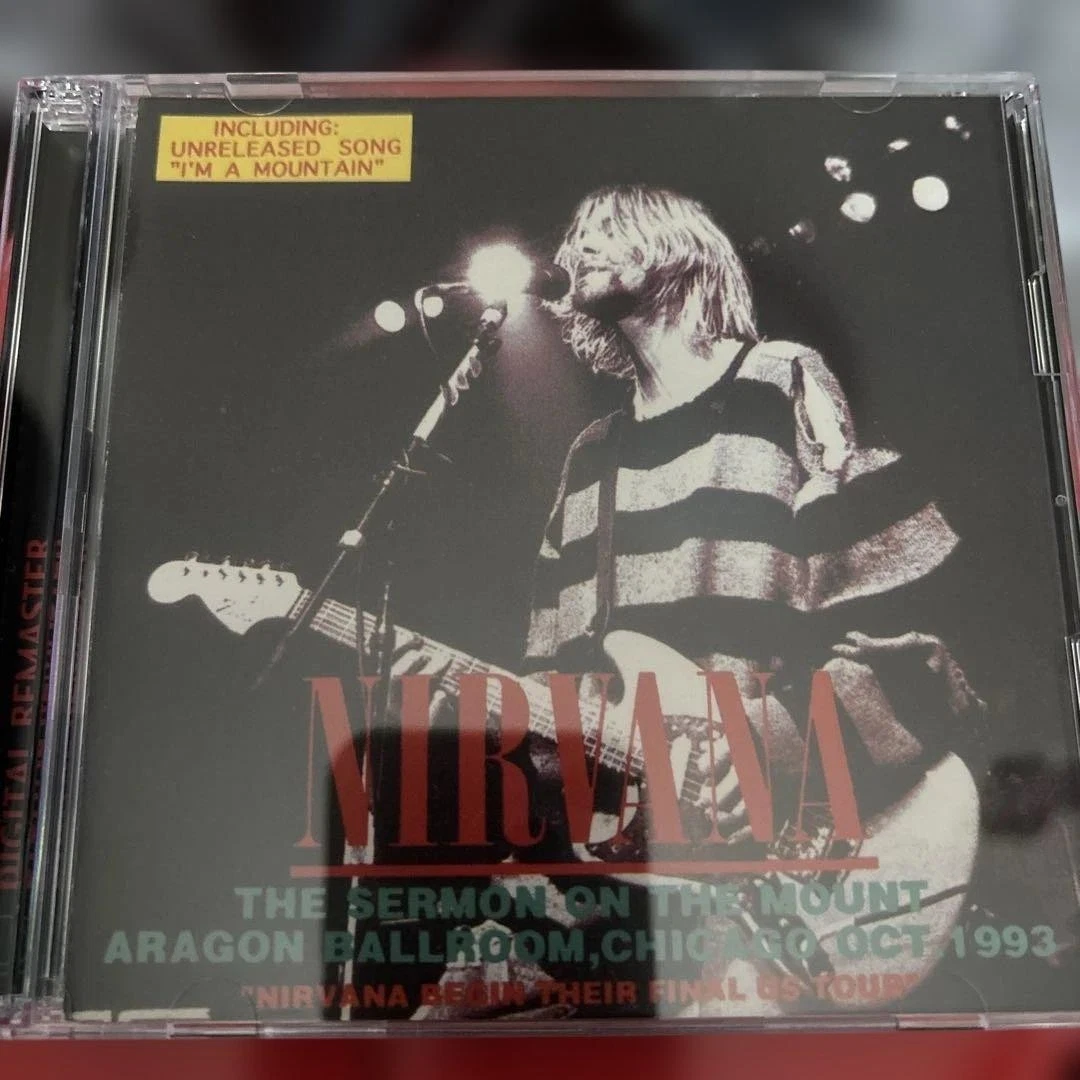 INCLUDING:
UNRELEASED SONG
"I'M A MOUNTAIN"
NIRVANA
THE SERMON ON THE MOUNT
ARAGON BALLROOM,CHICAGO OCT 1993
"NIRVANA BEGIN THEIR FINAL US TOUR"
DIGITAL REMASTER